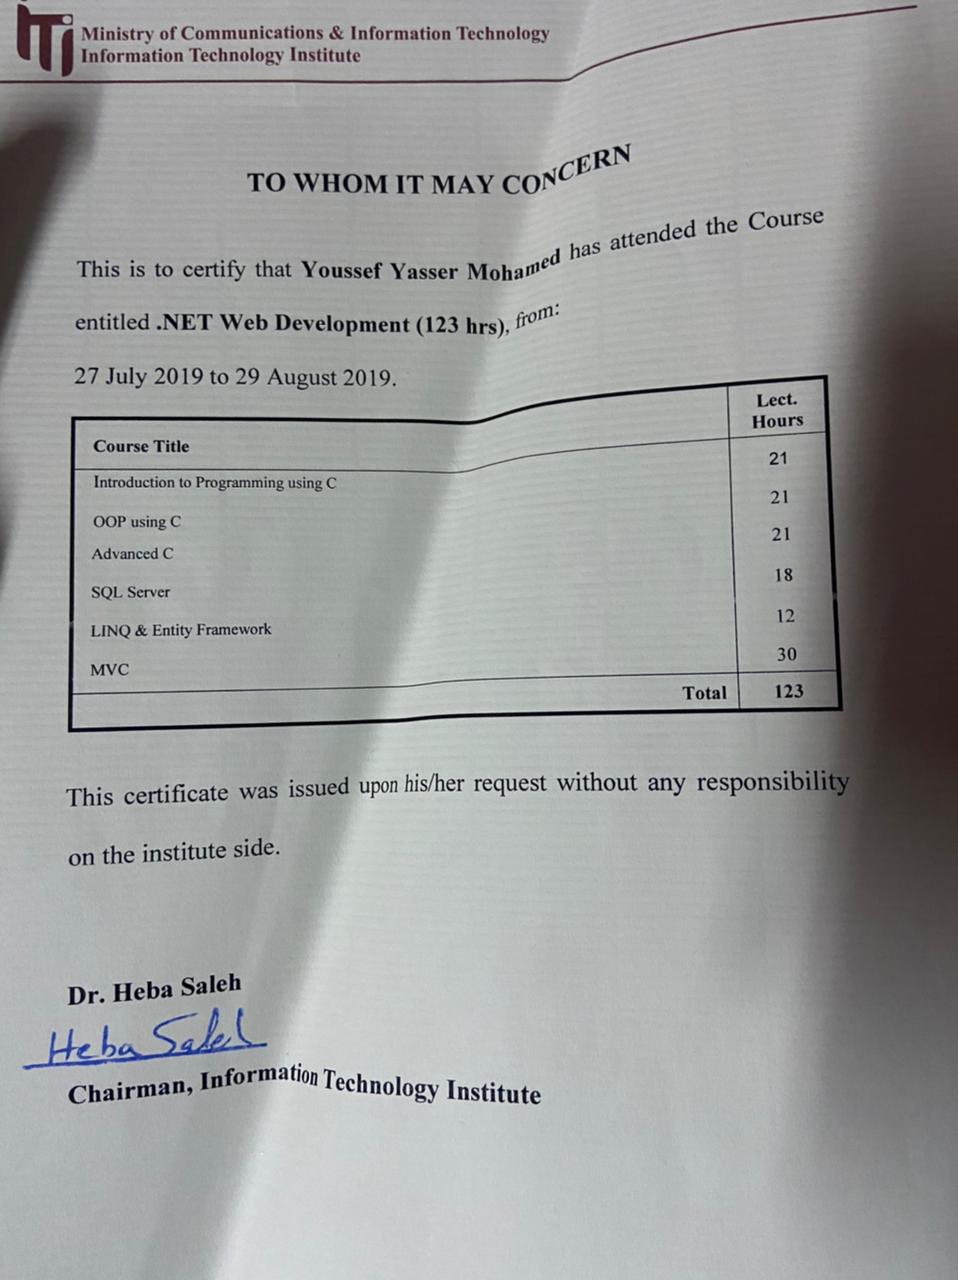 iTi
Ministry of Communications & Information Technology
Information Technology Institute
TO WHOM IT MAY CONCERN
This is to certify that Youssef Yasser Mohamed has attended the Course
entitled .NET Web Development (123 hrs), from:
27 July 2019 to 29 August 2019.
Course Title Lect. Hours
Introduction to Programming using C 21
OOP using C 21
Advanced C 21
SQL Server 18
LINQ & Entity Framework 12
MVC 30
Total 123
This certificate was issued upon his/her request without any responsibility
on the institute side.
Dr. Heba Saleh
Heba Saleh
Chairman, Information Technology Institute